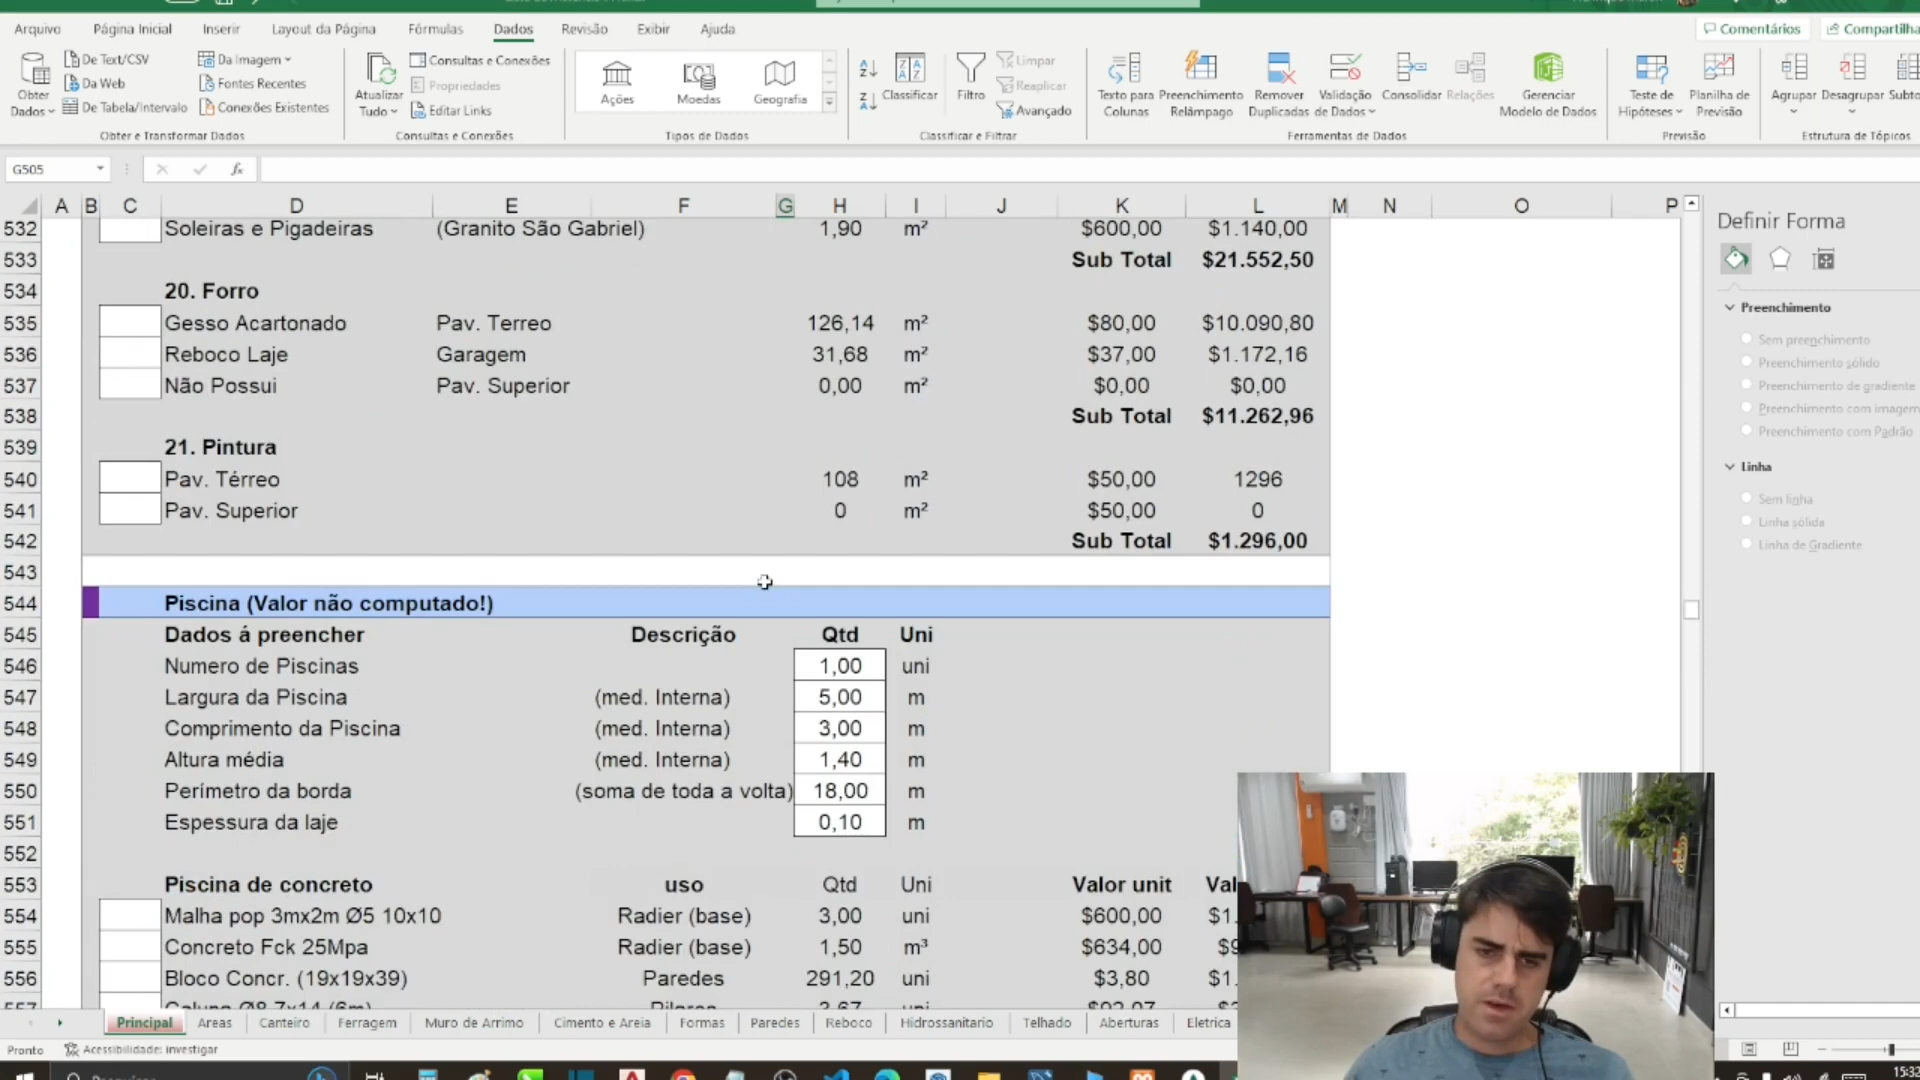 Arquivo Página Inicial Inserir Layout da Página Fórmulas Dados Revisão Exibir Ajuda Comentários Compartilha
Obter Dados De Text/CSV Da Web De Tabela/Intervalo Da Imagem Fontes Recentes Conexões Existentes
Atualizar Tudo Consultas e Conexões Propriedades Editar Links
Ações Moedas Geografia
Classificar Filtro Limpar Reaplicar Avançado
Texto para Colunas Preenchimento Relâmpago Remover Duplicadas Validação de Dados Consolidar Relações Gerenciar Modelo de Dados
Teste de Hipóteses Planilha de Previsão Agrupar Desagrupar Subto
Obter e Transformar Dados Consultas e Conexões Tipos de Dados Classificar e Filtrar Ferramentas de Dados Previsão Estrutura de Tópicos
G505 fx
A B C D E F G H I J K L M N O P
532 Soleiras e Pigadeiras (Granito São Gabriel) 1,90 m² $600,00 $1.140,00
533 Sub Total $21.552,50
534 20. Forro
535 Gesso Acartonado Pav. Terreo 126,14 m² $80,00 $10.090,80
536 Reboco Laje Garagem 31,68 m² $37,00 $1.172,16
537 Não Possui Pav. Superior 0,00 m² $0,00 $0,00
538 Sub Total $11.262,96
539 21. Pintura
540 Pav. Térreo 108 m² $50,00 1296
541 Pav. Superior 0 m² $50,00 0
542 Sub Total $1.296,00
543
544 Piscina (Valor não computado!)
545 Dados á preencher Descrição Qtd Uni
546 Numero de Piscinas 1,00 uni
547 Largura da Piscina (med. Interna) 5,00 m
548 Comprimento da Piscina (med. Interna) 3,00 m
549 Altura média (med. Interna) 1,40 m
550 Perímetro da borda (soma de toda a volta) 18,00 m
551 Espessura da laje 0,10 m
552
553 Piscina de concreto uso Qtd Uni Valor unit Val
554 Malha pop 3mx2m Ø5 10x10 Radier (base) 3,00 uni $600,00 $1.
555 Concreto Fck 25Mpa Radier (base) 1,50 m³ $634,00 $9
556 Bloco Concr. (19x19x39) Paredes 291,20 uni $3,80 $1.
Definir Forma
Preenchimento
Sem preenchimento
Preenchimento sólido
Preenchimento de gradiente
Preenchimento com imagem
Preenchimento com Padrão
Linha
Sem linha
Linha sólida
Linha de Gradiente
Principal Areas Canteiro Ferragem Muro de Arrimo Cimento e Areia Formas Paredes Reboco Hidrossanitario Telhado Aberturas Eletrica
Pronto Acessibilidade: investigar
15:32